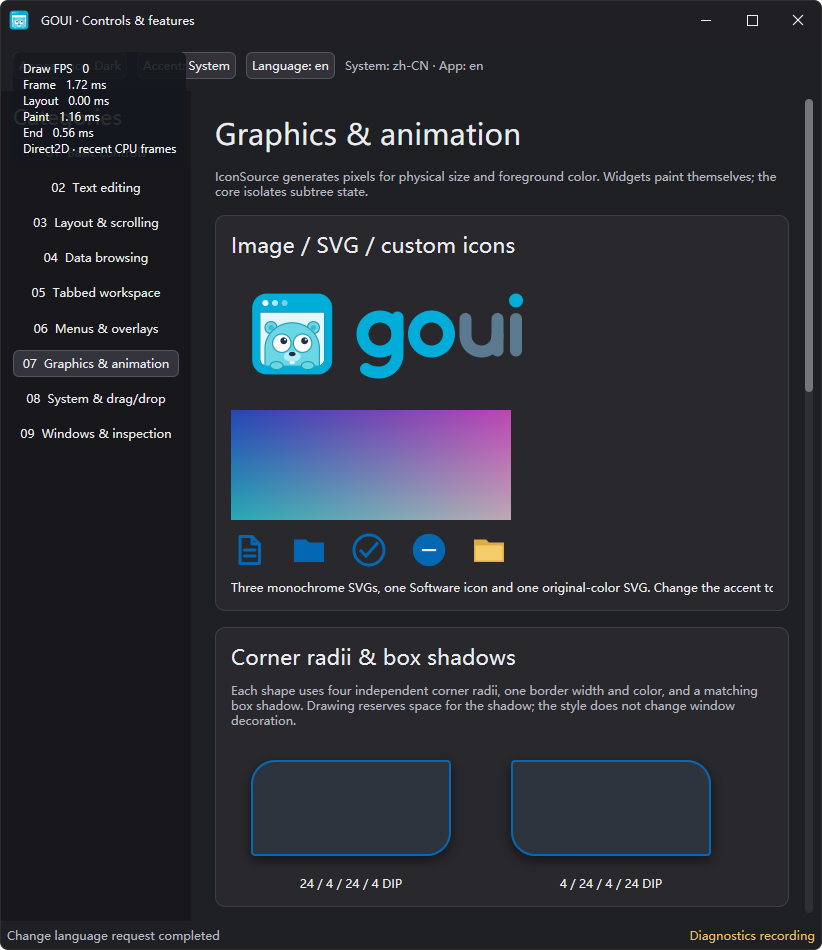 GOUI · Controls & features
Draw FPS 0
Frame 1.72 ms
Layout 0.00 ms
Paint 1.16 ms
End 0.56 ms
Direct2D · recent CPU frames
Dark
Accent: System
Language: en
System: zh-CN · App: en
Categories
02 Text editing
03 Layout & scrolling
04 Data browsing
05 Tabbed workspace
06 Menus & overlays
07 Graphics & animation
08 System & drag/drop
09 Windows & inspection
Graphics & animation
IconSource generates pixels for physical size and foreground color. Widgets paint themselves; the
core isolates subtree state.
Image / SVG / custom icons
goui
Three monochrome SVGs, one Software icon and one original-color SVG. Change the accent to
Corner radii & box shadows
Each shape uses four independent corner radii, one border width and color, and a matching
box shadow. Drawing reserves space for the shadow; the style does not change window
decoration.
24 / 4 / 24 / 4 DIP
4 / 24 / 4 / 24 DIP
Change language request completed
Diagnostics recording